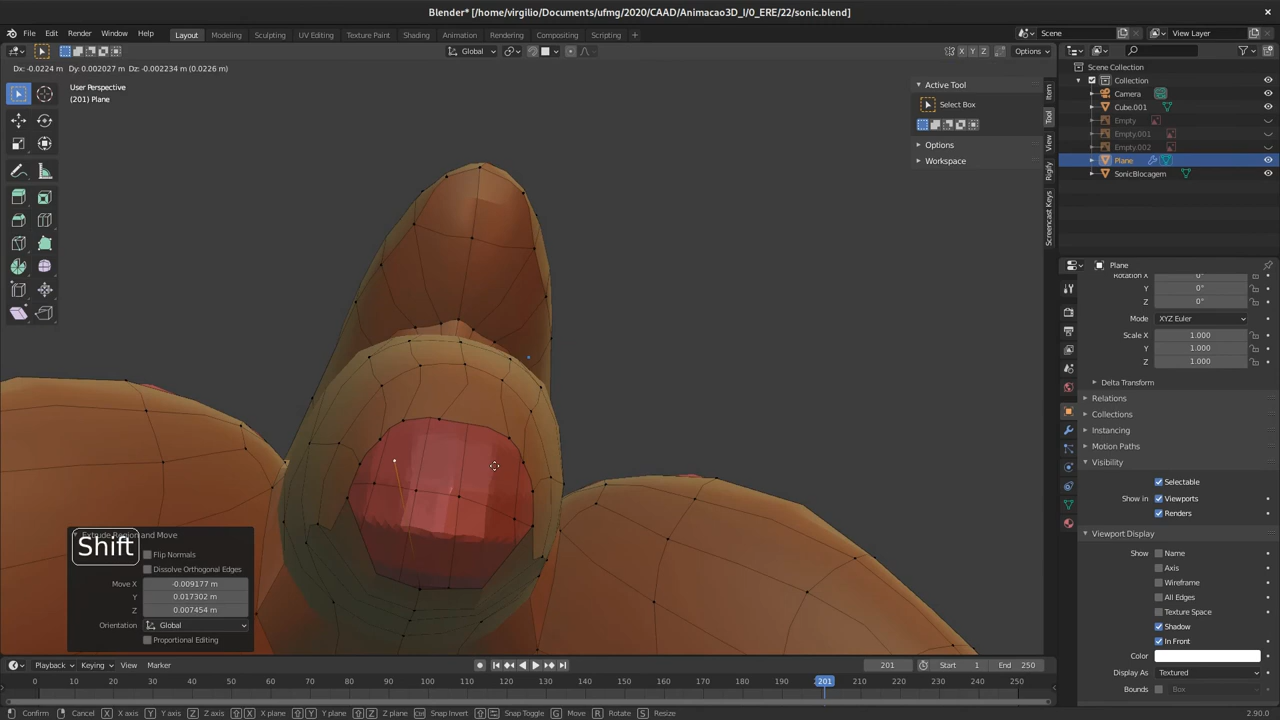 Blender* [/home/virgilio/Documents/ufmg/2020/CAAD/Animacao3D_I/0_ERE/22/sonic.blend]
File Edit Render Window Help Layout Modeling Sculpting UV Editing Texture Paint Shading Animation Rendering Compositing Scripting + Scene View Layer
Global Options X Y Z
Dx: -0.0224 m Dy: 0.002027 m Dz: -0.002234 m (0.0226 m)
User Perspective
(201) Plane
Active Tool
Select Box
Options
Workspace
Item
Tool
View
Rigify
Screencast Keys
Scene Collection
Collection
Camera
Cube.001
Empty
Empty.001
Empty.002
Plane
SonicBlocagem
Plane
Rotation X 0°
Y 0°
Z 0°
Mode XYZ Euler
Scale X 1.000
Y 1.000
Z 1.000
Delta Transform
Relations
Collections
Instancing
Motion Paths
Visibility
Selectable
Show in Viewports
Renders
Viewport Display
Show Name
Axis
Wireframe
All Edges
Texture Space
Shadow
In Front
Color
Display As Textured
Bounds Box
Extrude Region and Move
Shift
Flip Normals
Dissolve Orthogonal Edges
Move X -0.009177 m
Y 0.017302 m
Z 0.007454 m
Orientation Global
Proportional Editing
Playback Keying View Marker 201 Start 1 End 250
0 10 20 30 40 50 60 70 80 90 100 110 120 130 140 150 160 170 180 190 201 210 220 230 240 250
Confirm Cancel X X axis Y Y axis Z Z axis X X plane Y Y plane Z Z plane Snap Invert Snap Toggle G Move R Rotate S Resize 2.90.0